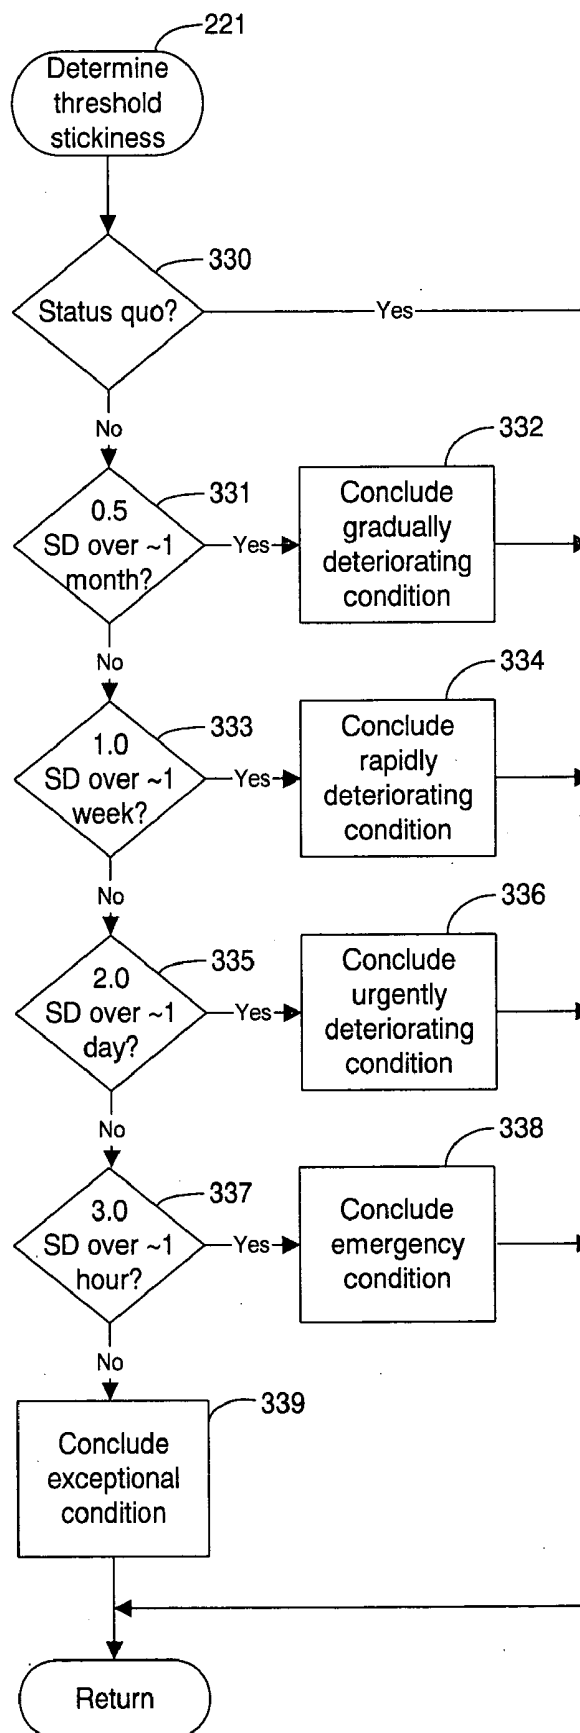 221
Determine
threshold
stickiness
330
Status quo?
Yes
No
332
331
0.5
SD over ~1
month?
Yes
Conclude
gradually
deteriorating
condition
No
334
333
1.0
SD over ~1
week?
Yes
Conclude
rapidly
deteriorating
condition
No
336
335
2.0
SD over ~1
day?
Yes
Conclude
urgently
deteriorating
condition
No
338
337
3.0
SD over ~1
hour?
Yes
Conclude
emergency
condition
No
339
Conclude
exceptional
condition
Return